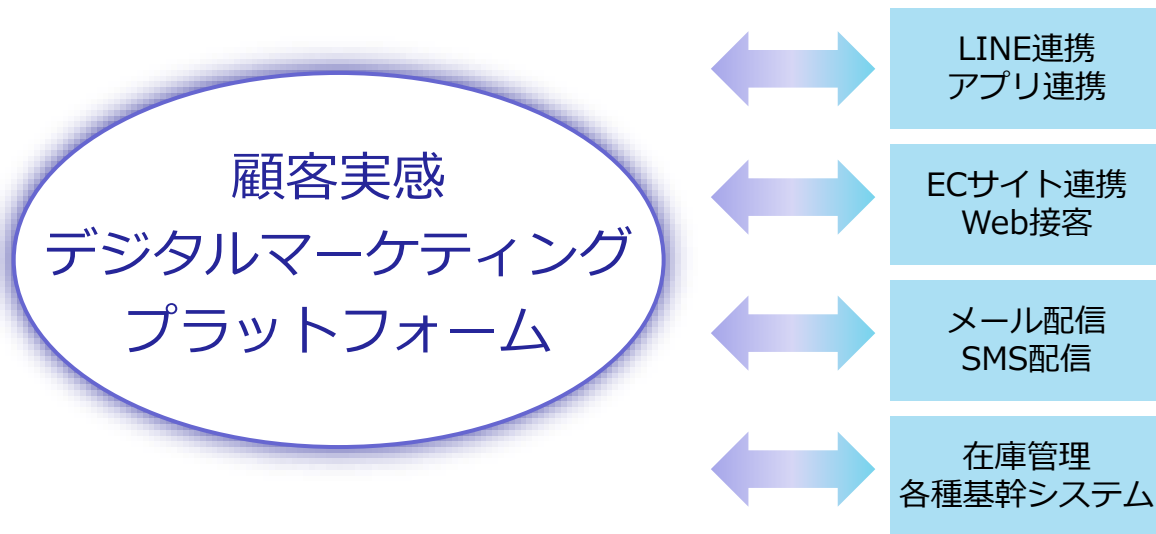 顧客実感
デジタルマーケティング
プラットフォーム
LINE連携
アプリ連携
ECサイト連携
Web接客
メール配信
SMS配信
在庫管理
各種基幹システム